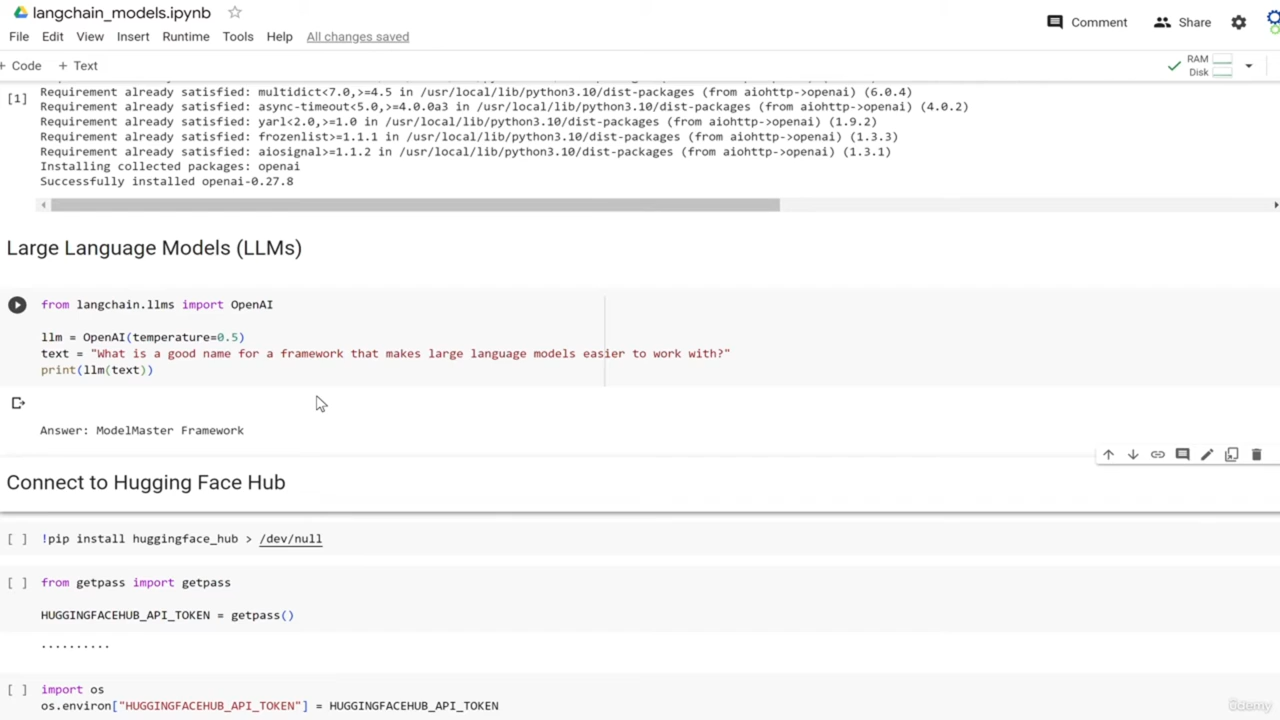 langchain_models.ipynb
File Edit View Insert Runtime Tools Help All changes saved
Comment Share
+ Code + Text
RAM
Disk
[1]
Requirement already satisfied: multidict<7.0,>=4.5 in /usr/local/lib/python3.10/dist-packages (from aiohttp->openai) (6.0.4)
Requirement already satisfied: async-timeout<5.0,>=4.0.0a3 in /usr/local/lib/python3.10/dist-packages (from aiohttp->openai) (4.0.2)
Requirement already satisfied: yarl<2.0,>=1.0 in /usr/local/lib/python3.10/dist-packages (from aiohttp->openai) (1.9.2)
Requirement already satisfied: frozenlist>=1.1.1 in /usr/local/lib/python3.10/dist-packages (from aiohttp->openai) (1.3.3)
Requirement already satisfied: aiosignal>=1.1.2 in /usr/local/lib/python3.10/dist-packages (from aiohttp->openai) (1.3.1)
Installing collected packages: openai
Successfully installed openai-0.27.8
Large Language Models (LLMs)
from langchain.llms import OpenAI
llm = OpenAI(temperature=0.5)
text = "What is a good name for a framework that makes large language models easier to work with?"
print(llm(text))
Answer: ModelMaster Framework
Connect to Hugging Face Hub
[ ] !pip install huggingface_hub > /dev/null
[ ] from getpass import getpass
HUGGINGFACEHUB_API_TOKEN = getpass()
..........
[ ] import os
os.environ["HUGGINGFACEHUB_API_TOKEN"] = HUGGINGFACEHUB_API_TOKEN
ûdemy